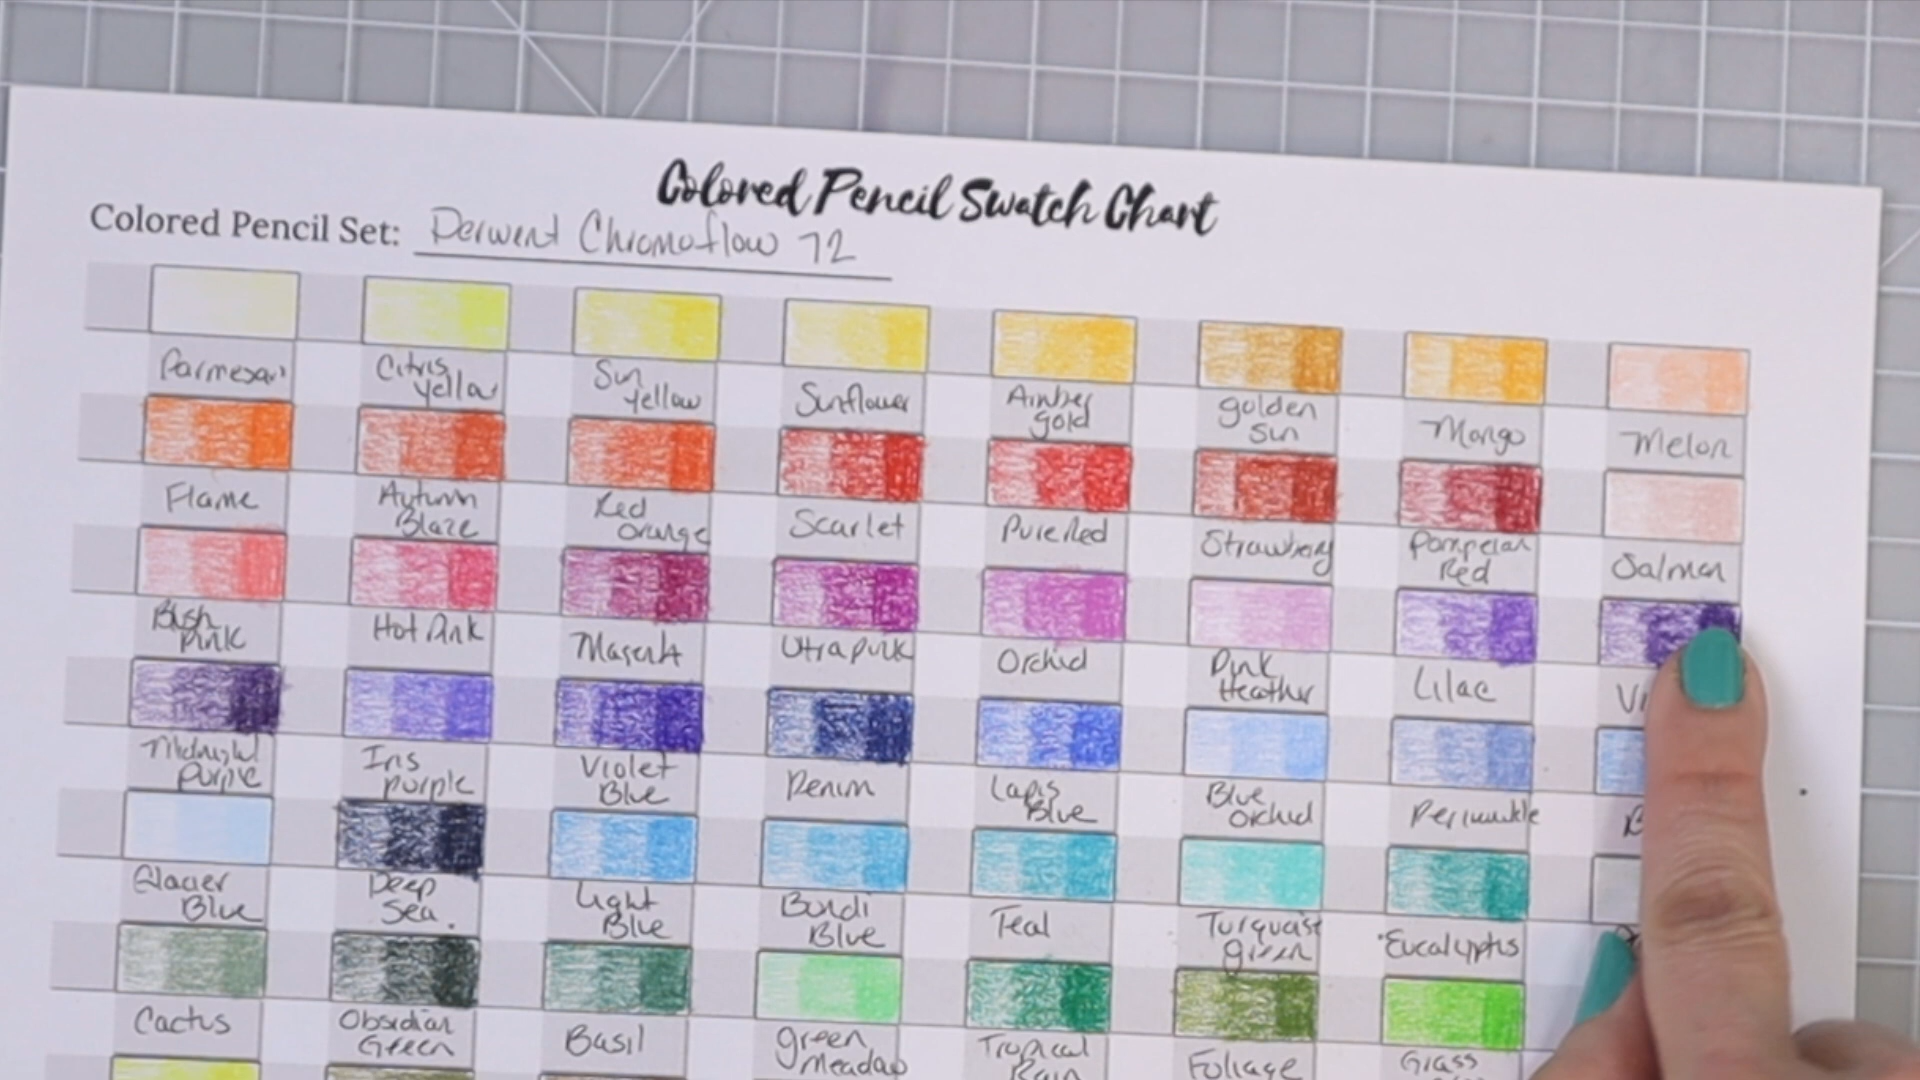 Colored Pencil Swatch Chart
Colored Pencil Set: Derwent Chromaflow 72
Parmesan
Citris
Yellow
Sun
Yellow
Sunflower
Amber
Gold
golden
Sun
Mango
Melon
Flame
Autumn
Blaze
Red
Orange
Scarlet
Pure Red
Strawberry
Pompeian
Red
Salmon
Blush
Pink
Hot Pink
Magenta
Ultra pink
Orchid
Pink
Heather
Lilac
Vi
Midnight
purple
Iris
purple
Violet
Blue
Denim
Lapis
Blue
Blue
Orchid
Periwinkle
B
Glacier
Blue
Deep
Sea.
Light
Blue
Bondi
Blue
Teal
Turquoise
green
Eucalyptus
Cactus
Obsidian
Green
Basil
green
Meadow
Tropical
Rain
Foliage
Grass